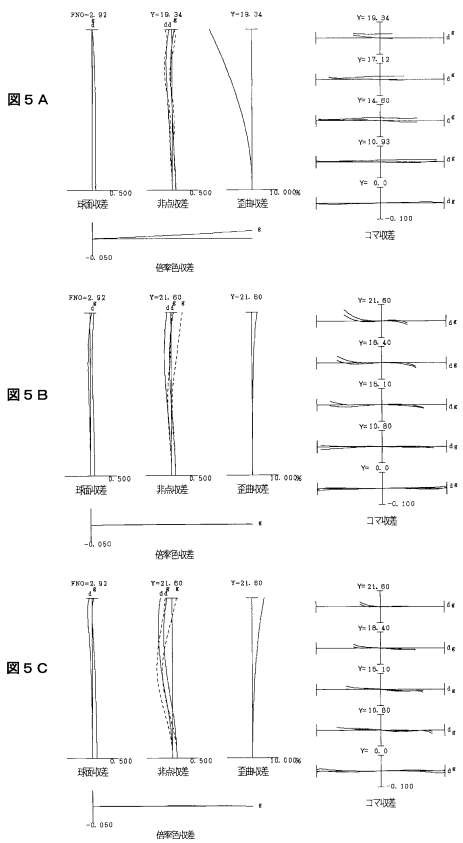 図5A
FNO=2.92
d g
0.500
球面収差
Y=19.34
d d g g
0.500
非点収差
Y=19.34
10.000%
歪曲収差
-0.050
g
倍率色収差
Y=19.34
d g
Y=17.12
d g
Y=14.60
d g
Y=10.93
d g
Y= 0.0
d g
-0.100
コマ収差
図5B
FNO=2.92
d g
0.500
球面収差
Y=21.60
d d g g
0.500
非点収差
Y=21.60
10.000%
歪曲収差
-0.050
g
倍率色収差
Y=21.60
d g
Y=18.40
d g
Y=15.10
d g
Y=10.80
d g
Y= 0.0
d g
-0.100
コマ収差
図5C
FNO=2.92
d g
0.500
球面収差
Y=21.60
d d g g
0.500
非点収差
Y=21.60
10.000%
歪曲収差
-0.050
g
倍率色収差
Y=21.60
d g
Y=18.40
d g
Y=15.10
d g
Y=10.80
d g
Y= 0.0
d g
-0.100
コマ収差